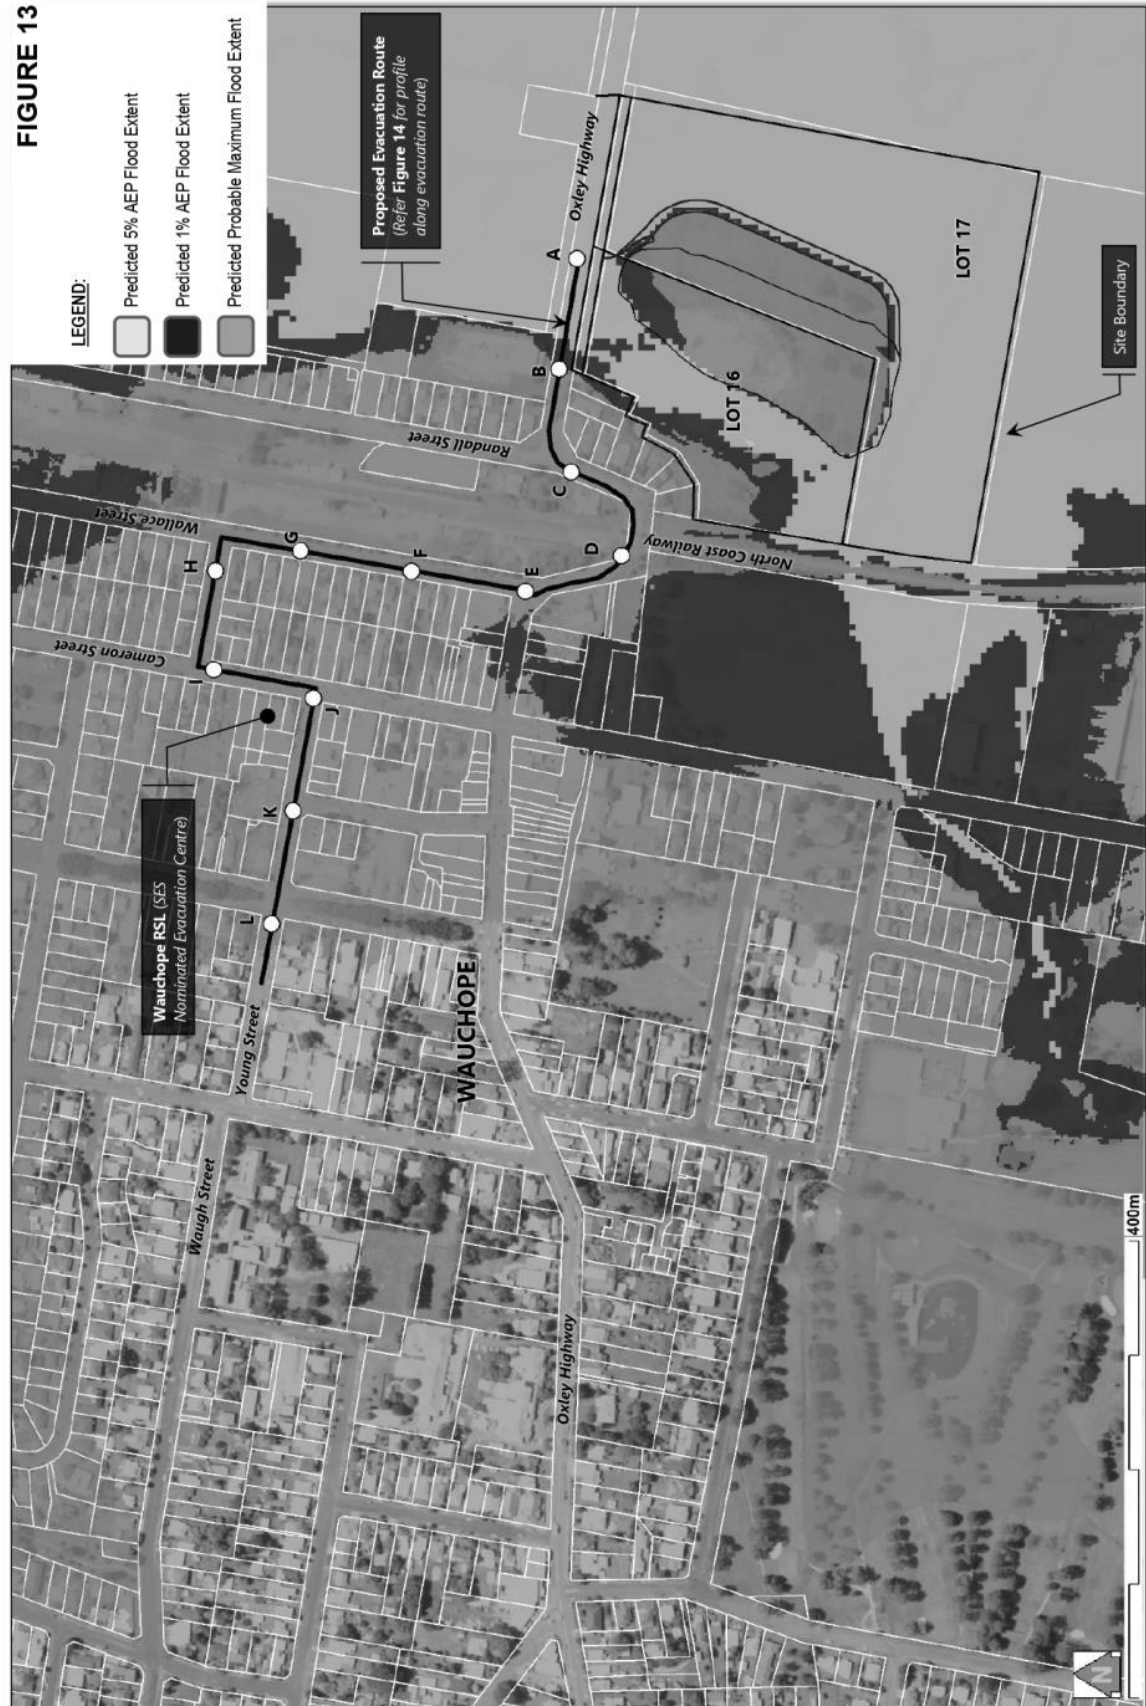 FIGURE 13
LEGEND:
Predicted 5% AEP Flood Extent
Predicted 1% AEP Flood Extent
Predicted Probable Maximum Flood Extent
Proposed Evacuation Route
(Refer Figure 14 for profile
along evacuation route)
Wauchope RSL (SES
Nominated Evacuation Centre)
Oxley Highway
A
B
C
D
E
F
G
H
I
J
K
L
Randall Street
Wallace Street
Cameron Street
North Coast Railway
Young Street
Waugh Street
WAUCHOPE
Oxley Highway
LOT 16
LOT 17
Site Boundary
400m
N